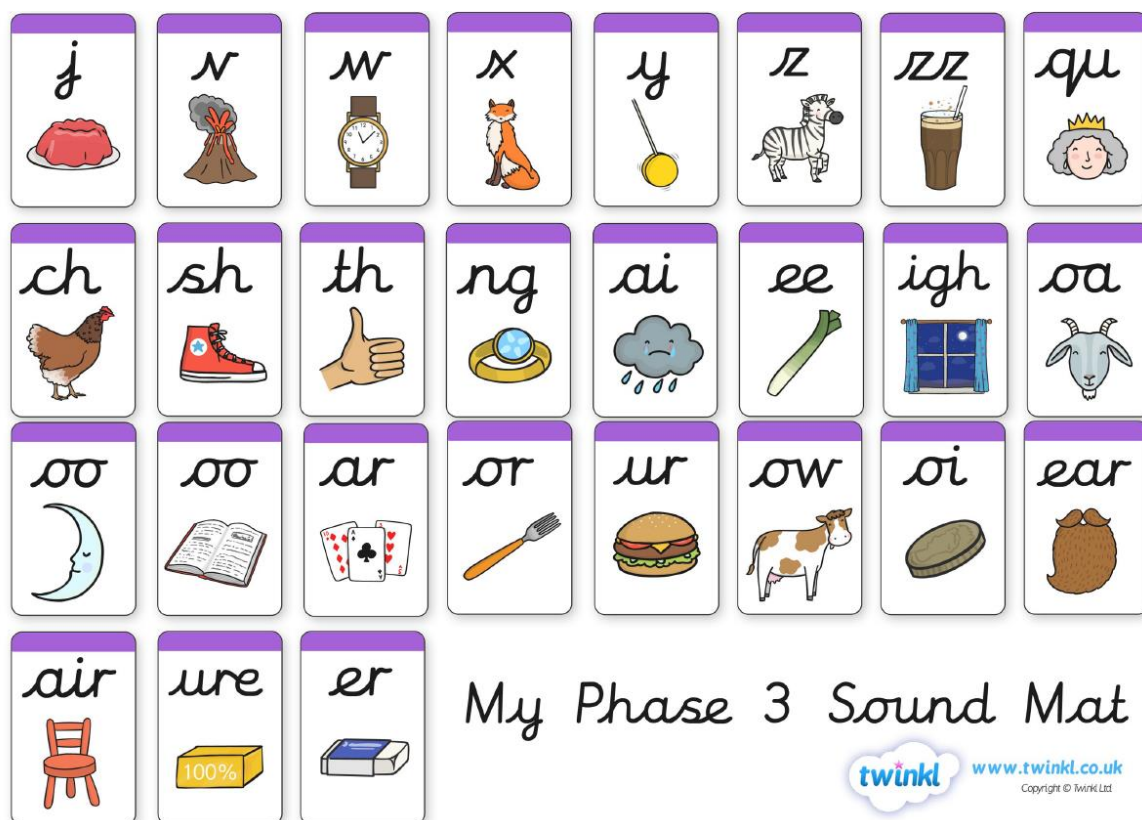 j v w x y z zz qu
100%
ch sh th ng ai ee igh oa
oo oo ar or ur ow oi ear
A
air ure er
100%
My Phase 3 Sound Mat
twinkl
www.twinkl.co.uk
Copyright © Twinkl Ltd.